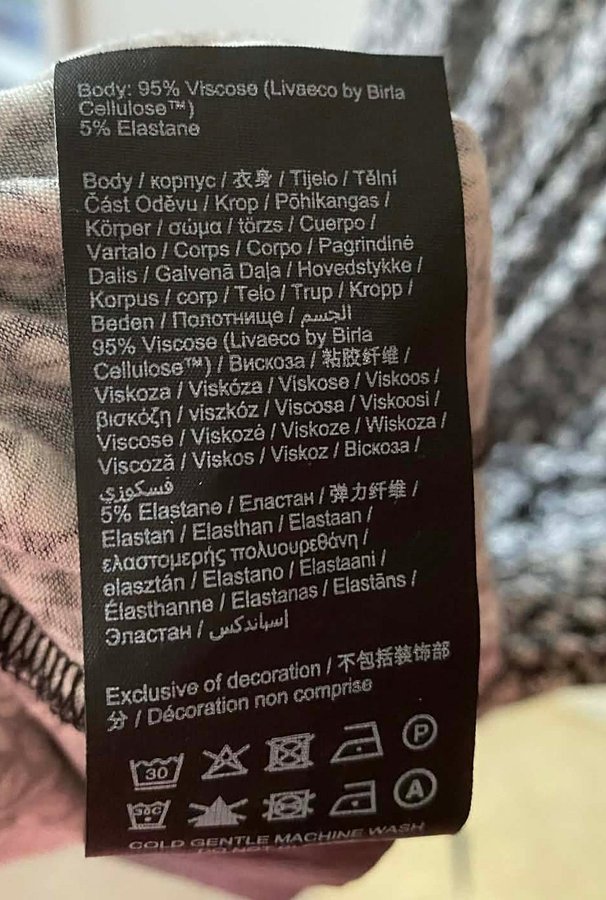 Body: 95% Viscose (Livaeco by Birla
Cellulose™)
5% Elastane
Body / корпус / 衣身 / Tijelo / Tělní
Část Oděvu / Krop / Põhikangas /
Körper / σώμα / törzs / Cuerpo /
Vartalo / Corps / Corpo / Pagrindinė
Dalis / Galvenā Daļa / Hovedstykke /
Korpus / corp / Telo / Trup / Kropp /
Beden / Полотнище / الجسم
95% Viscose (Livaeco by Birla
Cellulose™) / Вискоза / 粘胶纤维 /
Viskoza / Viskóza / Viskose / Viskoos /
βισκόζη / viszkóz / Viscosa / Viskoosi /
Viscose / Viskozė / Viskoze / Wiskoza /
Viscoză / Viskos / Viskoz / Віскоза /
فسكوزي
5% Elastane / Еластан / 弹力纤维 /
Elastan / Elasthan / Elastaan /
ελαστομερής πολυουρεθάνη /
elasztán / Elastano / Elastaani /
Élasthanne / Elastanas / Elastāns /
Эластан / إسباندكس
Exclusive of decoration / 不包括装饰部
分 / Décoration non comprise
30 P
A
COLD GENTLE MACHINE WASH